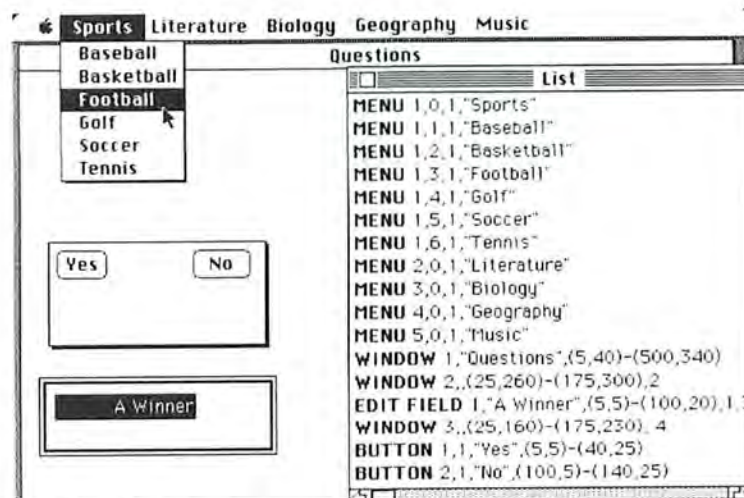 Sports Literature Biology Geography Music
Questions
Baseball
Basketball
Football
Golf
Soccer
Tennis
Yes No
A Winner
List
MENU 1,0,1,"Sports"
MENU 1,1,1,"Baseball"
MENU 1,2,1,"Basketball"
MENU 1,3,1,"Football"
MENU 1,4,1,"Golf"
MENU 1,5,1,"Soccer"
MENU 1,6,1,"Tennis"
MENU 2,0,1,"Literature"
MENU 3,0,1,"Biology"
MENU 4,0,1,"Geography"
MENU 5,0,1,"Music"
WINDOW 1,"Questions",(5,40)-(500,340)
WINDOW 2,,(25,260)-(175,300),2
EDIT FIELD 1,"A Winner",(5,5)-(100,20),1,
WINDOW 3,,(25,160)-(175,230), 4
BUTTON 1,1,"Yes",(5,5)-(40,25)
BUTTON 2,1,"No",(100,5)-(140,25)